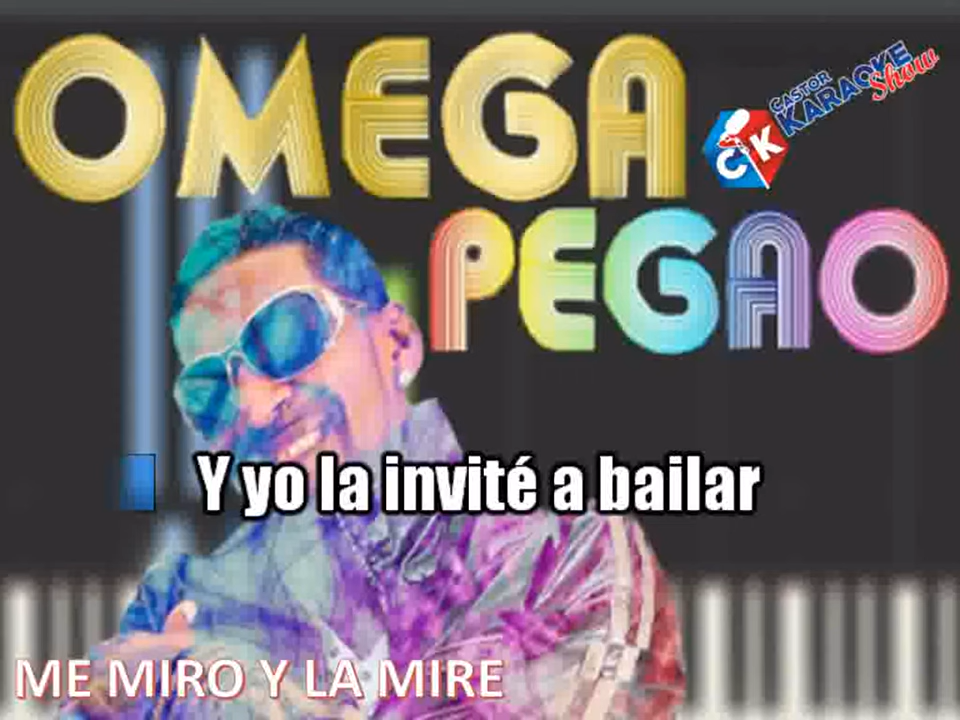 OMEGA
CASTOR
KARAOKE
Show
CK
PEGAO
Y yo la invité a bailar
ME MIRO Y LA MIRE